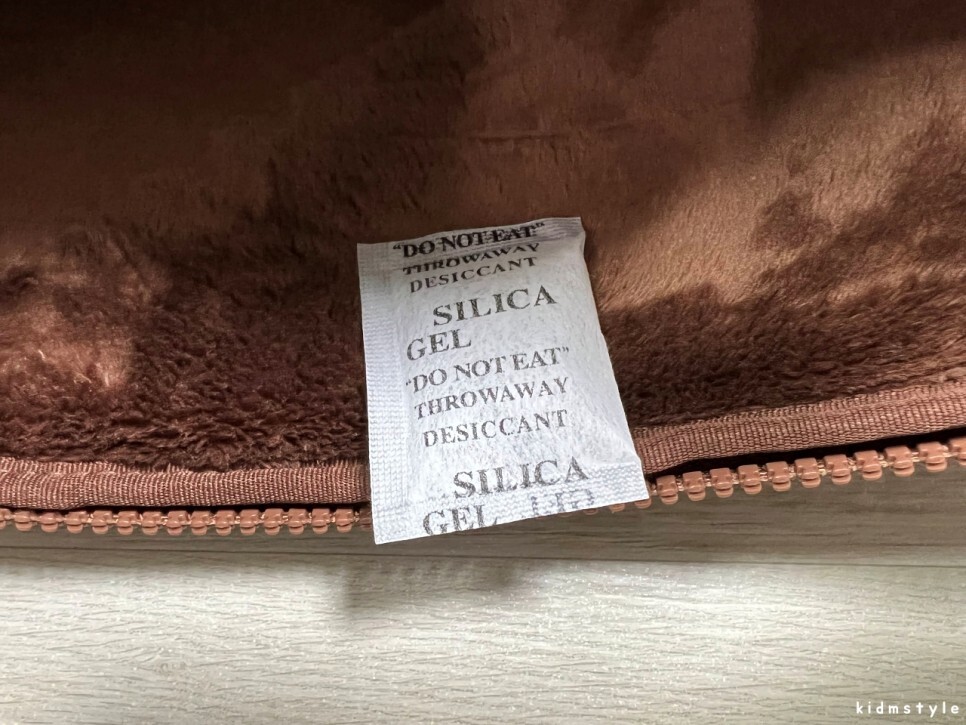 "DO NOT EAT"
THROWAWAY
DESICCANT
SILICA
GEL
"DO NOT EAT"
THROWAWAY
DESICCANT
SILICA
GEL
kidmstyle